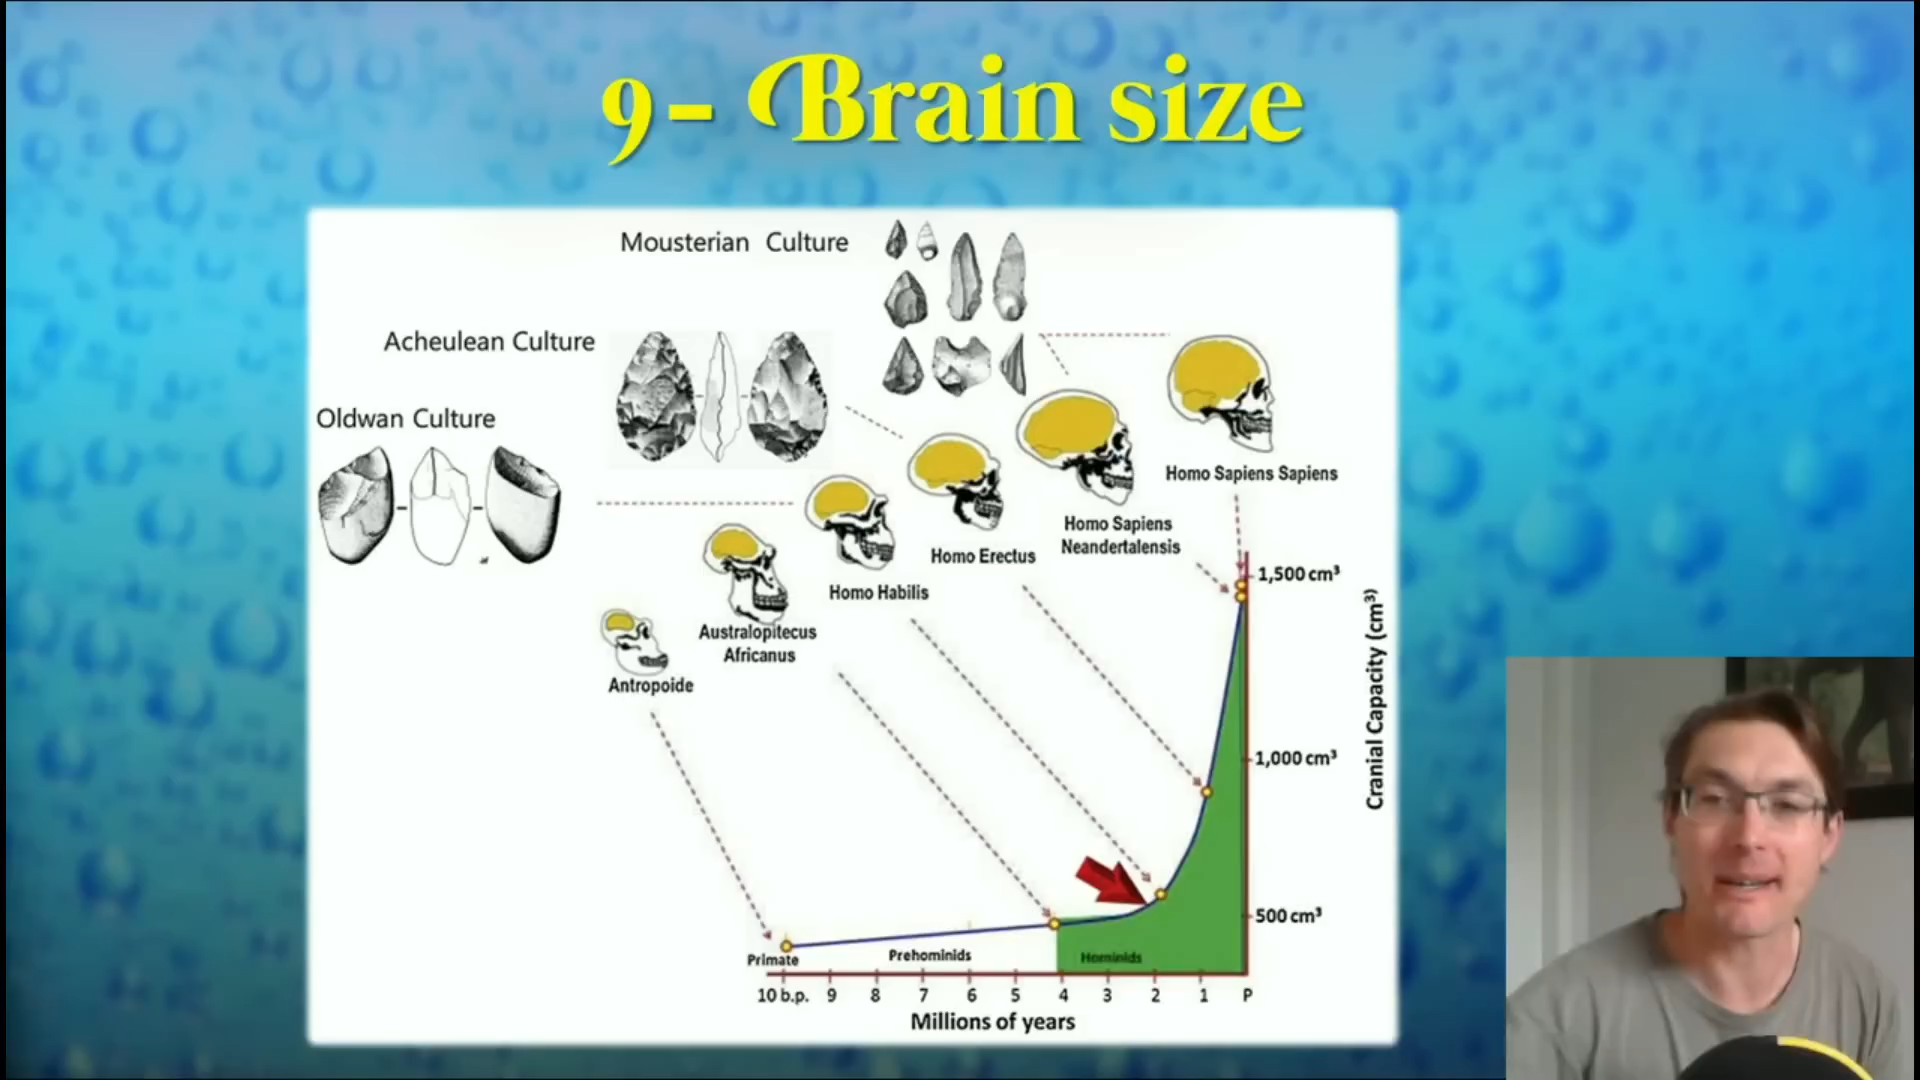 9- Brain size
Mousterian Culture
Acheulean Culture
Oldwan Culture
Homo Sapiens Sapiens
Homo Sapiens
Neandertalensis
Homo Erectus
Homo Habilis
Australopitecus
Africanus
Antropoide
1,500 cm³
1,000 cm³
500 cm³
Cranial Capacity (cm³)
Primate
Prehominids
Hominids
10 b.p. 9 8 7 6 5 4 3 2 1 P
Millions of years